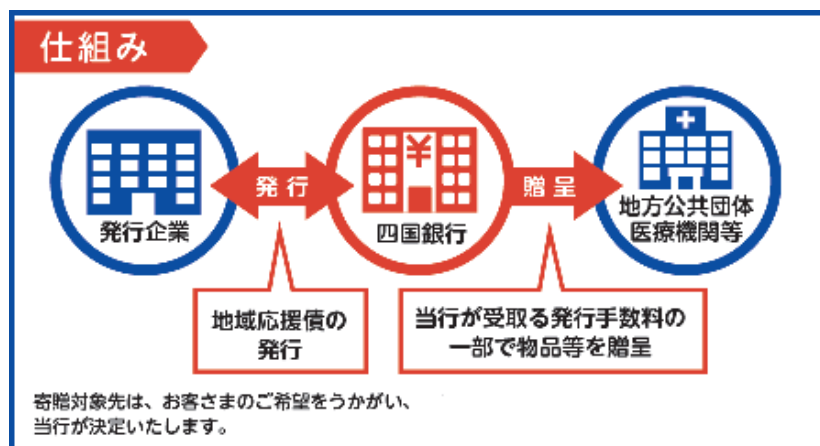 仕組み
発行企業
発行
¥
四国銀行
贈呈
地方公共団体
医療機関等
地域応援債の
発行
当行が受取る発行手数料の
一部で物品等を贈呈
寄贈対象先は、お客さまのご希望をうかがい、
当行が決定いたします。